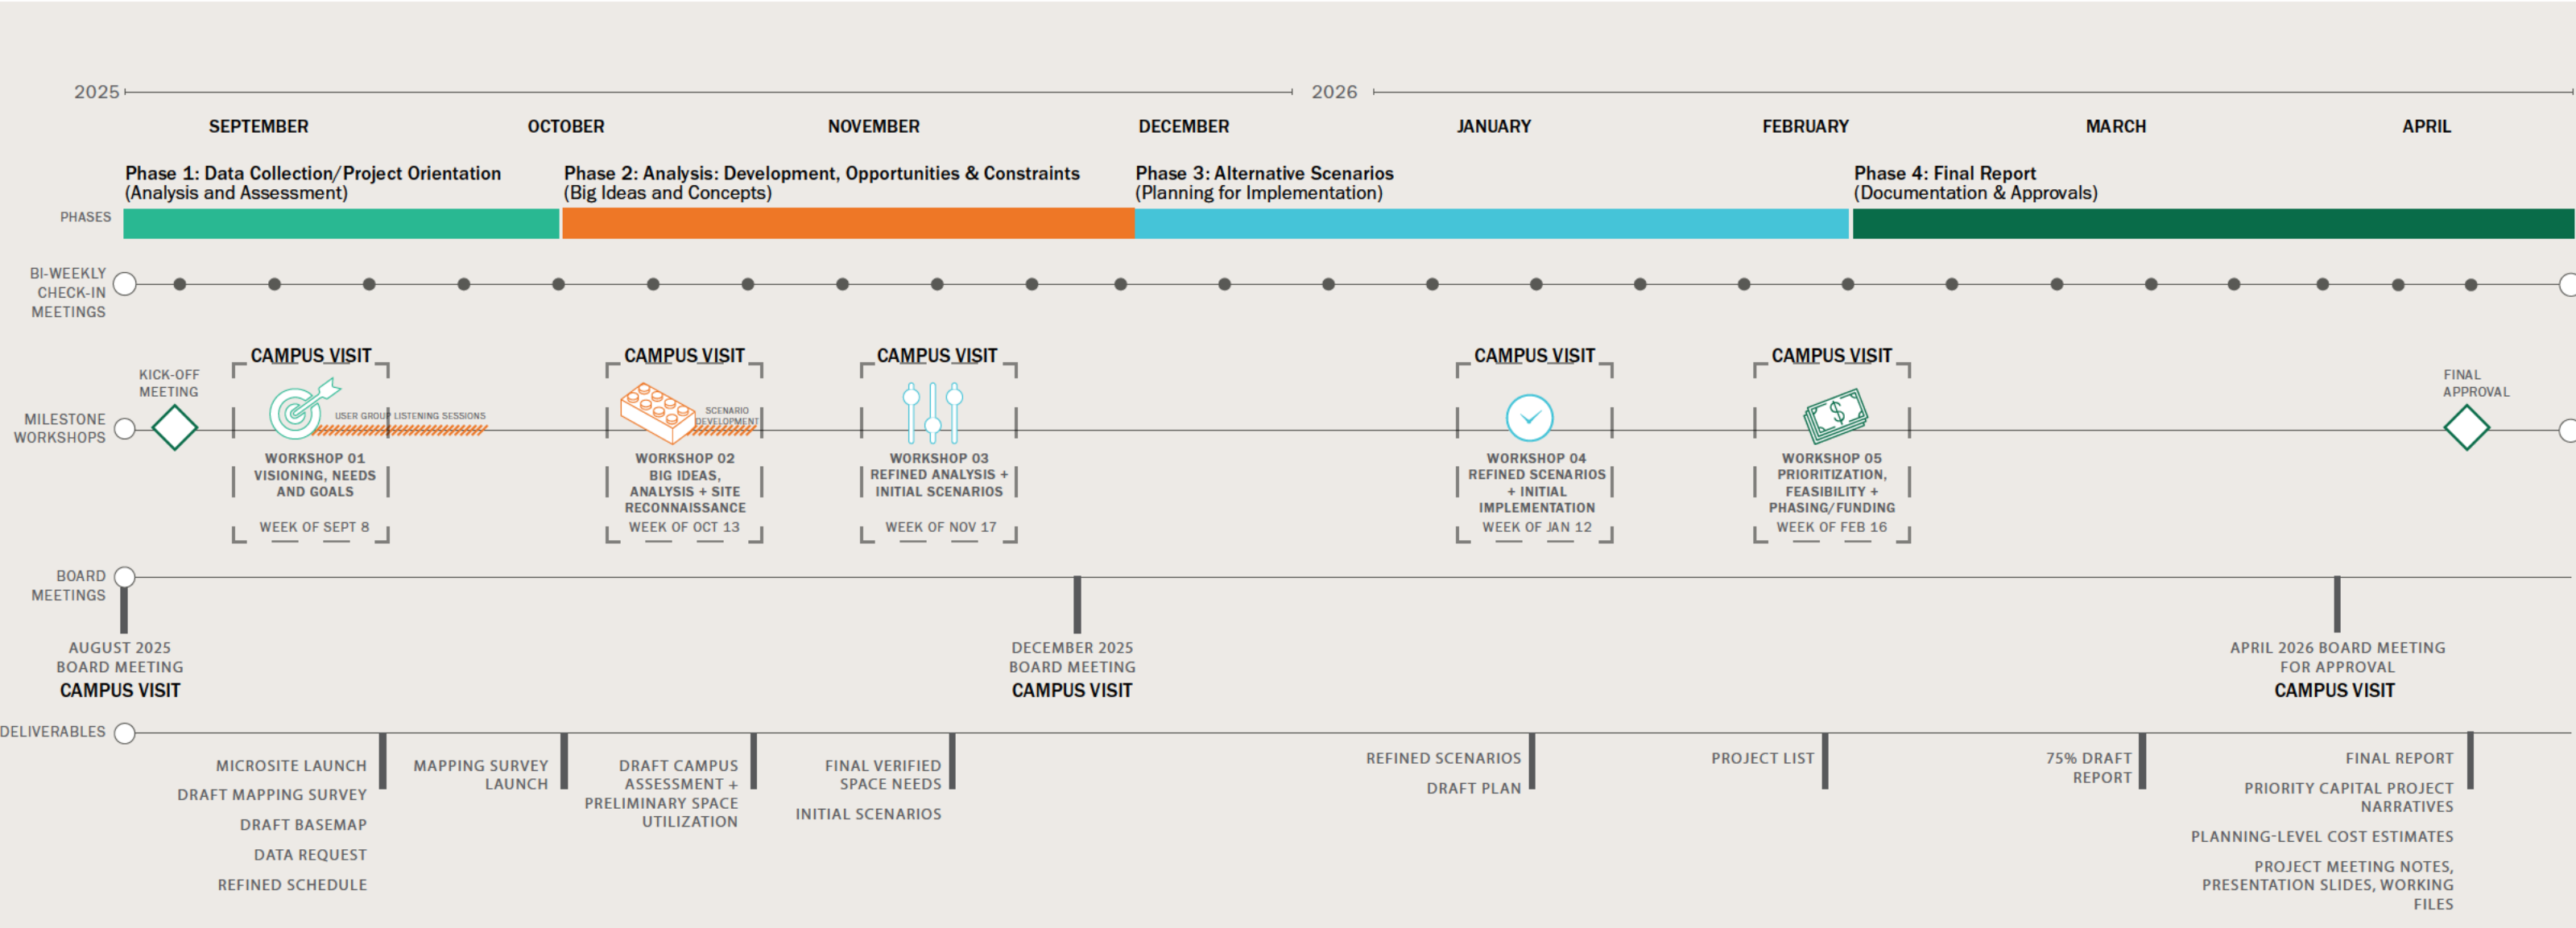 2025
2026
SEPTEMBER
OCTOBER
NOVEMBER
DECEMBER
JANUARY
FEBRUARY
MARCH
APRIL
Phase 1: Data Collection/Project Orientation
(Analysis and Assessment)
Phase 2: Analysis: Development, Opportunities & Constraints
(Big Ideas and Concepts)
Phase 3: Alternative Scenarios
(Planning for Implementation)
Phase 4: Final Report
(Documentation & Approvals)
PHASES
BI-WEEKLY
CHECK-IN
MEETINGS
MILESTONE
WORKSHOPS
KICK-OFF
MEETING
CAMPUS VISIT
USER GROUP LISTENING SESSIONS
WORKSHOP 01
VISIONING, NEEDS
AND GOALS
WEEK OF SEPT 8
CAMPUS VISIT
SCENARIO
DEVELOPMENT
WORKSHOP 02
BIG IDEAS,
ANALYSIS + SITE
RECONNAISSANCE
WEEK OF OCT 13
CAMPUS VISIT
WORKSHOP 03
REFINED ANALYSIS +
INITIAL SCENARIOS
WEEK OF NOV 17
CAMPUS VISIT
WORKSHOP 04
REFINED SCENARIOS
+ INITIAL
IMPLEMENTATION
WEEK OF JAN 12
CAMPUS VISIT
$
WORKSHOP 05
PRIORITIZATION,
FEASIBILITY +
PHASING/FUNDING
WEEK OF FEB 16
FINAL
APPROVAL
BOARD
MEETINGS
AUGUST 2025
BOARD MEETING
CAMPUS VISIT
DECEMBER 2025
BOARD MEETING
CAMPUS VISIT
APRIL 2026 BOARD MEETING
FOR APPROVAL
CAMPUS VISIT
DELIVERABLES
MICROSITE LAUNCH
DRAFT MAPPING SURVEY
DRAFT BASEMAP
DATA REQUEST
REFINED SCHEDULE
MAPPING SURVEY
LAUNCH
DRAFT CAMPUS
ASSESSMENT +
PRELIMINARY SPACE
UTILIZATION
FINAL VERIFIED
SPACE NEEDS
INITIAL SCENARIOS
REFINED SCENARIOS
DRAFT PLAN
PROJECT LIST
75% DRAFT
REPORT
FINAL REPORT
PRIORITY CAPITAL PROJECT
NARRATIVES
PLANNING-LEVEL COST ESTIMATES
PROJECT MEETING NOTES,
PRESENTATION SLIDES, WORKING
FILES